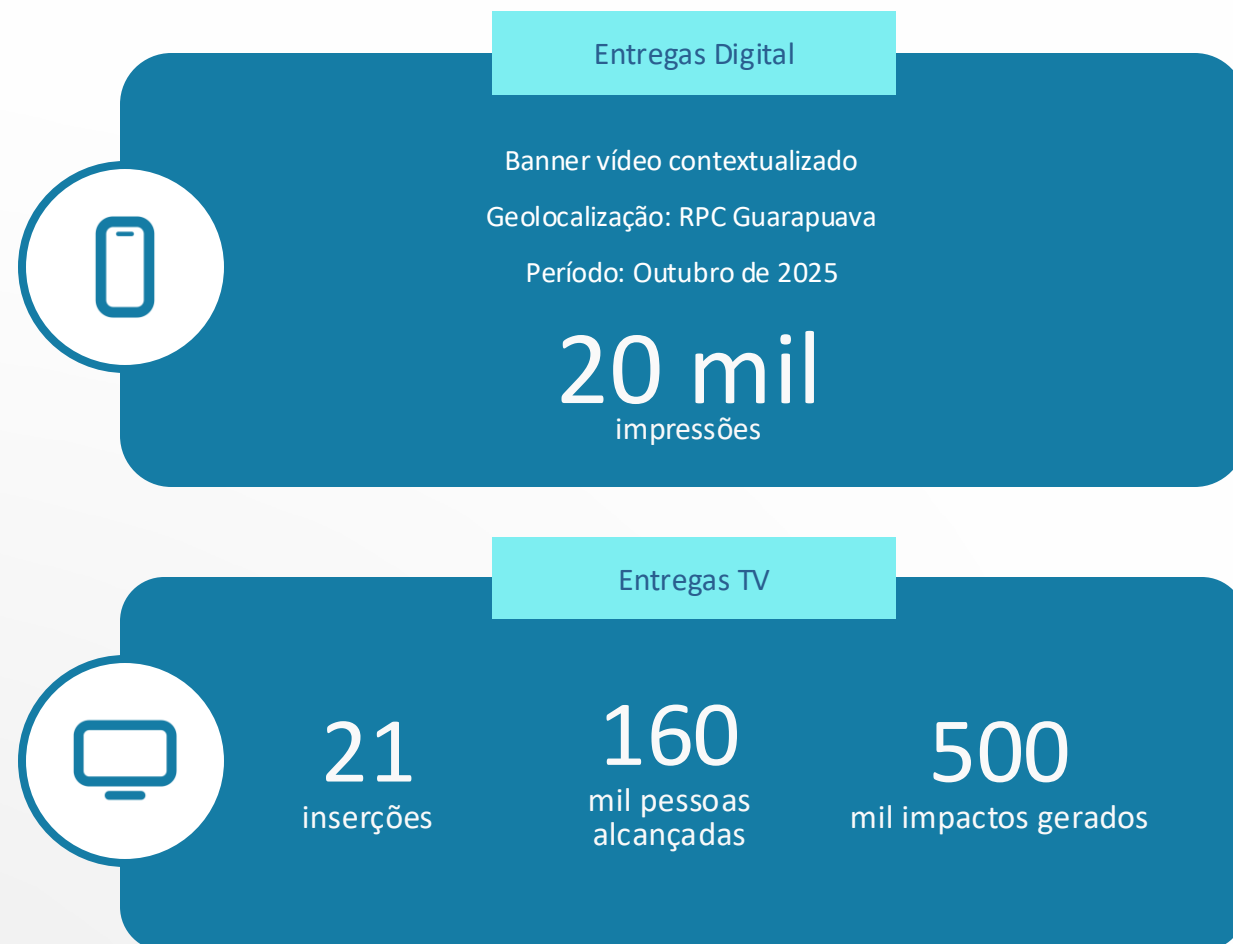 Entregas Digital
Banner vídeo contextualizado
Geolocalização: RPC Guarapuava
Período: Outubro de 2025
20 mil
impressões
Entregas TV
21
inserções
160
mil pessoas
alcançadas
500
mil impactos gerados